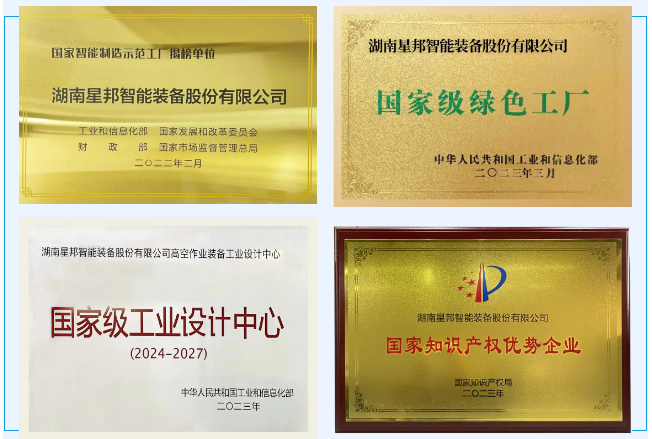 国家智能制造示范工厂揭榜单位
湖南星邦智能装备股份有限公司
工业和信息化部 国家发展和改革委员会
财政部 国家市场监督管理总局
二〇二二年二月
湖南星邦智能装备股份有限公司
国家级绿色工厂
中华人民共和国工业和信息化部
二〇二三年三月
湖南星邦智能装备股份有限公司高空作业装备工业设计中心
国家级工业设计中心
(2024-2027)
中华人民共和国工业和信息化部
二〇二三年
湖南星邦智能装备股份有限公司
国家知识产权优势企业
国家知识产权局
二〇二三年